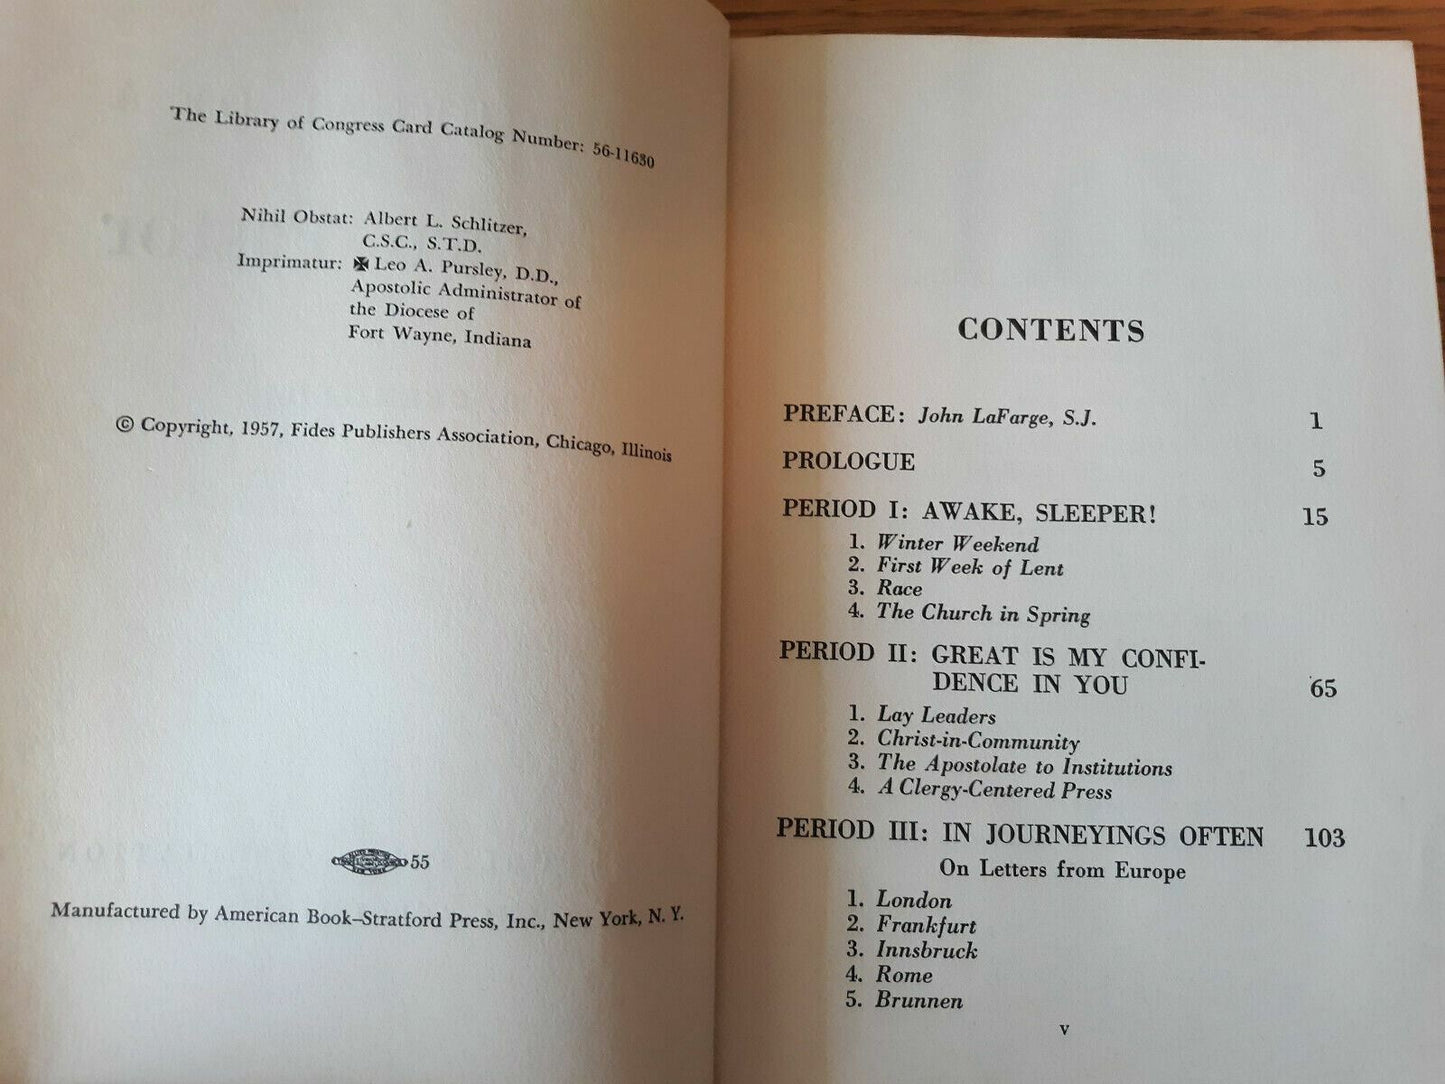 The Library of Congress Card Catalog Number: 56-11630
Nihil Obstat: Albert L. Schlitzer,
C.S.C., S.T.D.
Imprimatur: ✠ Leo A. Pursley, D.D.,
Apostolic Administrator of
the Diocese of
Fort Wayne, Indiana
© Copyright, 1957, Fides Publishers Association, Chicago, Illinois
55
Manufactured by American Book–Stratford Press, Inc., New York, N. Y.
CONTENTS
PREFACE: John LaFarge, S.J. 1
PROLOGUE 5
PERIOD I: AWAKE, SLEEPER! 15
1. Winter Weekend
2. First Week of Lent
3. Race
4. The Church in Spring
PERIOD II: GREAT IS MY CONFI-
DENCE IN YOU 65
1. Lay Leaders
2. Christ-in-Community
3. The Apostolate to Institutions
4. A Clergy-Centered Press
PERIOD III: IN JOURNEYINGS OFTEN 103
On Letters from Europe
1. London
2. Frankfurt
3. Innsbruck
4. Rome
5. Brunnen
v